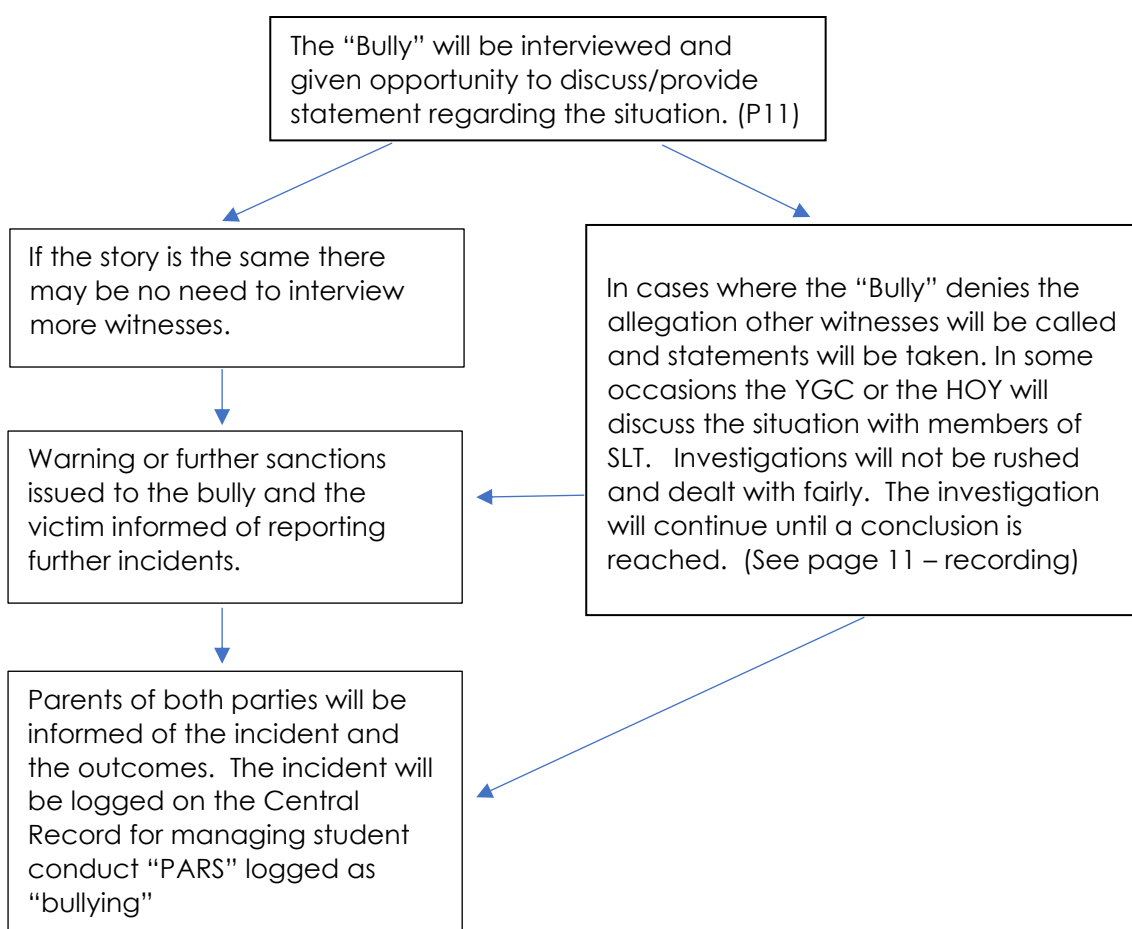 The “Bully” will be interviewed and
given opportunity to discuss/provide
statement regarding the situation. (P11)
If the story is the same there
may be no need to interview
more witnesses.
In cases where the “Bully” denies the
allegation other witnesses will be called
and statements will be taken. In some
occasions the YGC or the HOY will
discuss the situation with members of
SLT.   Investigations will not be rushed
and dealt with fairly.  The investigation
will continue until a conclusion is
reached.  (See page 11 – recording)
Warning or further sanctions
issued to the bully and the
victim informed of reporting
further incidents.
Parents of both parties will be
informed of the incident and
the outcomes.  The incident will
be logged on the Central
Record for managing student
conduct “PARS” logged as
“bullying”